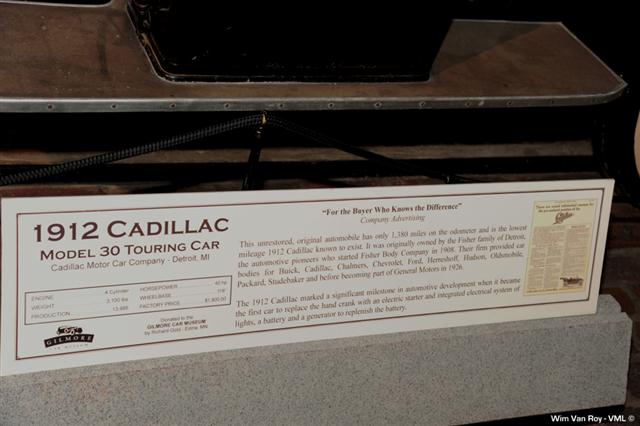 1912 CADILLAC
MODEL 30 TOURING CAR
Cadillac Motor Car Company - Detroit, MI
ENGINE 4 Cylinder HORSEPOWER 40 hp
WEIGHT 3,100 lbs WHEELBASE 116"
PRODUCTION 13,995 FACTORY PRICE $1,800.00
GILMORE
CAR MUSEUM
Donated to the
GILMORE CAR MUSEUM
by Richard Gold - Edina, MN
"For the Buyer Who Knows the Difference"
Company Advertising
This unrestored, original automobile has only 1,380 miles on the odometer and is the lowest
mileage 1912 Cadillac known to exist. It was originally owned by the Fisher family of Detroit,
the automotive pioneers who started Fisher Body Company in 1908. Their firm provided car
bodies for Buick, Cadillac, Chalmers, Chevrolet, Ford, Herreshoff, Hudson, Oldsmobile,
Packard, Studebaker and before becoming part of General Motors in 1926.
The 1912 Cadillac marked a significant milestone in automotive development when it became
the first car to replace the hand crank with an electric starter and integrated electrical system of
lights, a battery and a generator to replenish the battery.
Wim Van Roy - VML ©